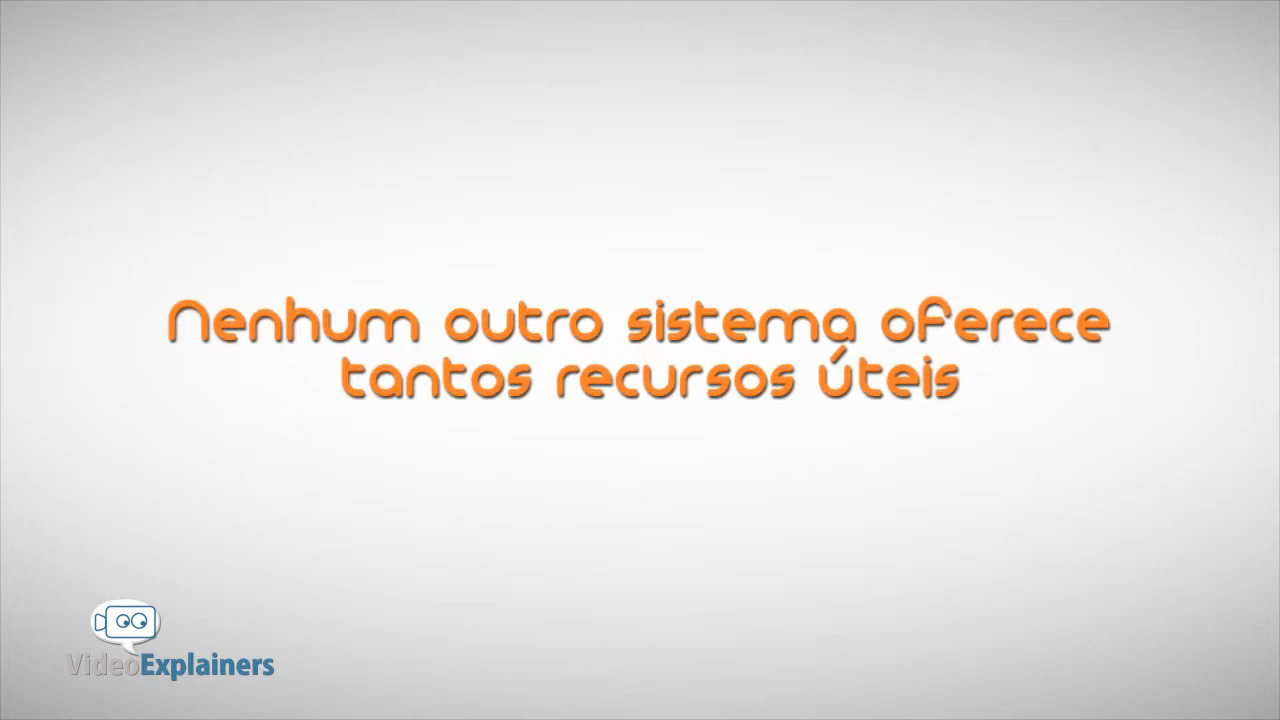 Nenhum outro sistema oferece
tantos recursos úteis
VideoExplainers